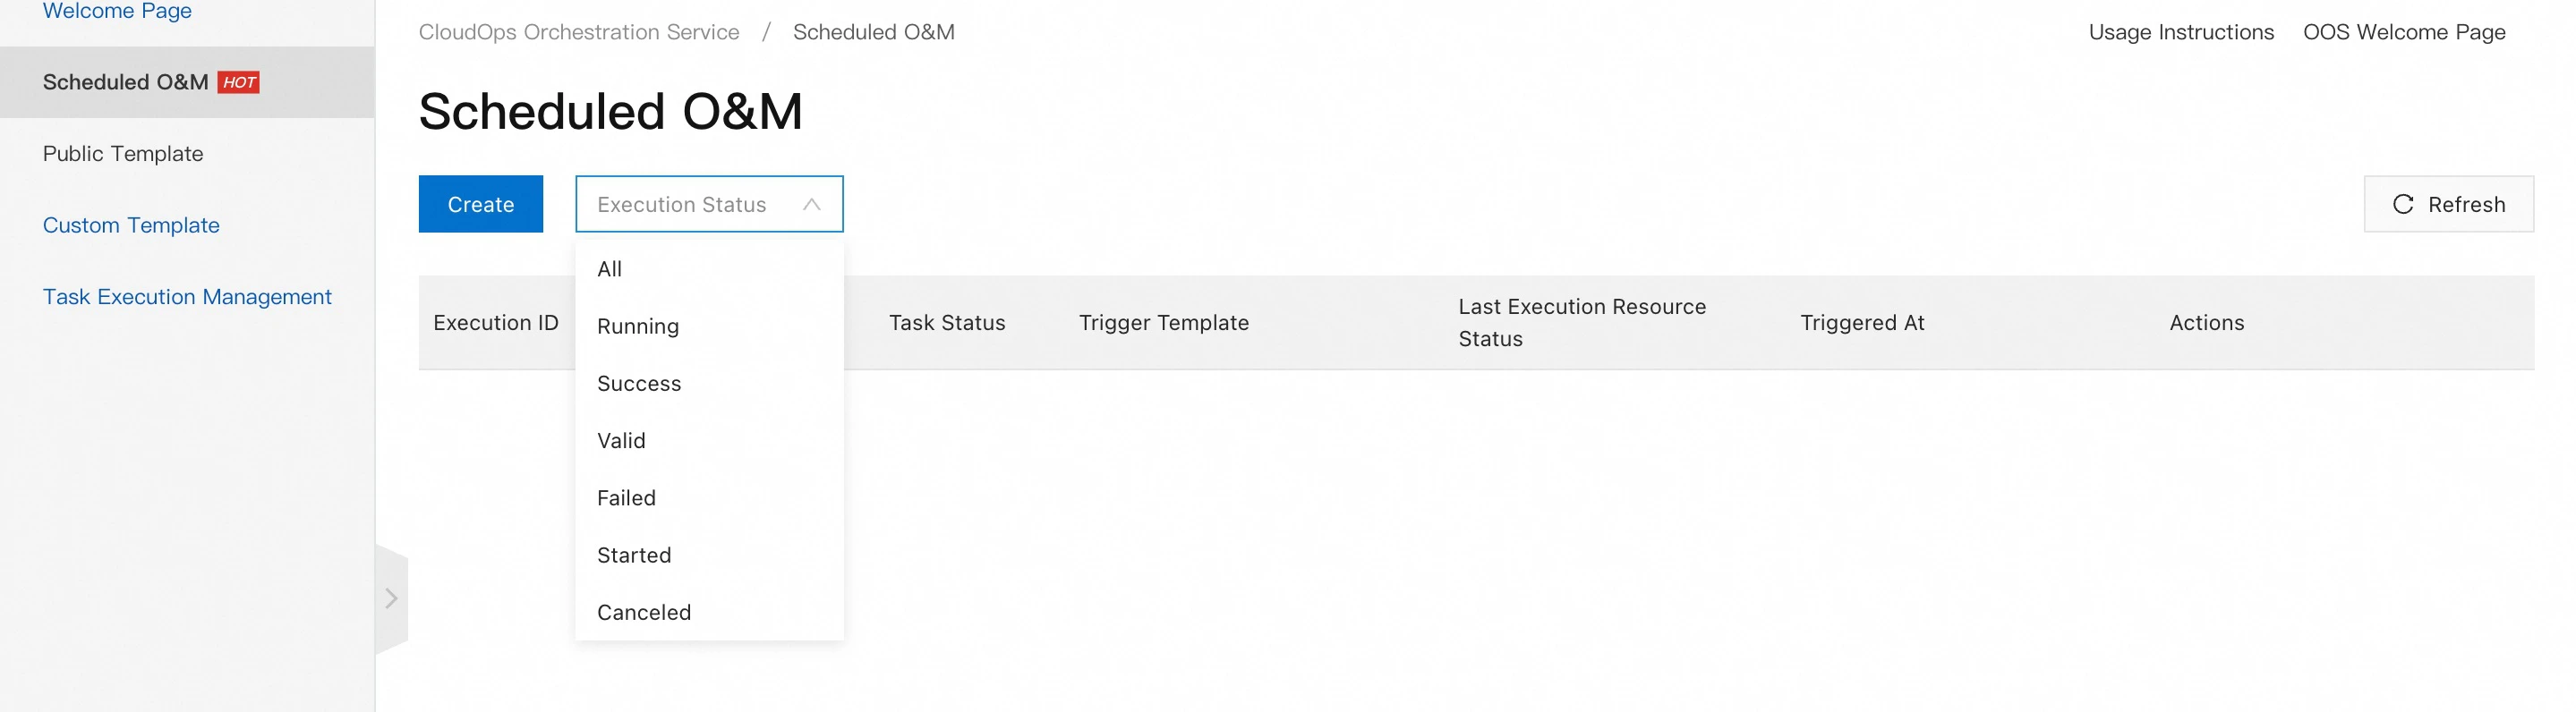 Welcome Page
Scheduled O&M HOT
Public Template
Custom Template
Task Execution Management
CloudOps Orchestration Service / Scheduled O&M
Usage Instructions OOS Welcome Page
Scheduled O&M
Create
Execution Status
Refresh
All
Running
Success
Valid
Failed
Started
Canceled
Execution ID
Task Status
Trigger Template
Last Execution Resource
Status
Triggered At
Actions